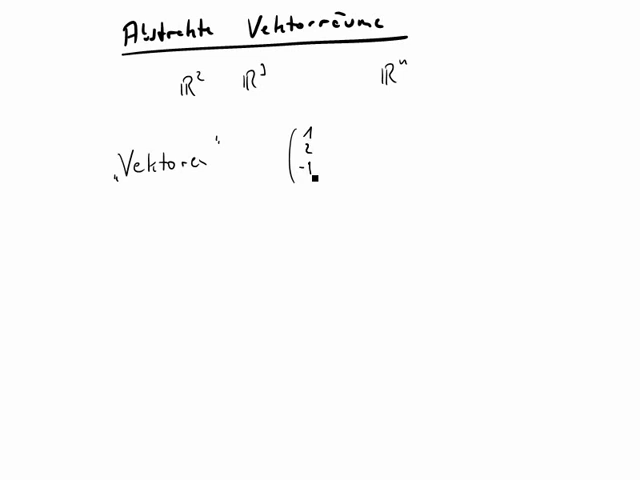 Abstrakte Vektorräume
ℝ² ℝ³ ℝⁿ
„Vektoren"
( 1
2
-1